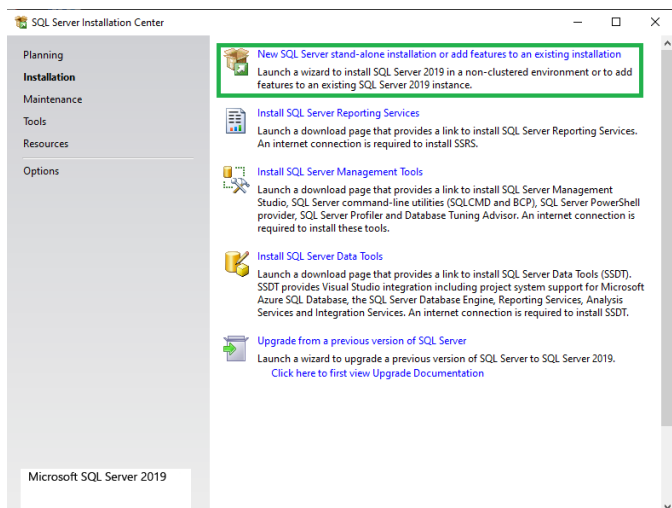 SQL Server Installation Center
Planning
Installation
Maintenance
Tools
Resources
Options
New SQL Server stand-alone installation or add features to an existing installation
Launch a wizard to install SQL Server 2019 in a non-clustered environment or to add
features to an existing SQL Server 2019 instance.
Install SQL Server Reporting Services
Launch a download page that provides a link to install SQL Server Reporting Services.
An internet connection is required to install SSRS.
Install SQL Server Management Tools
Launch a download page that provides a link to install SQL Server Management
Studio, SQL Server command-line utilities (SQLCMD and BCP), SQL Server PowerShell
provider, SQL Server Profiler and Database Tuning Advisor. An internet connection is
required to install these tools.
Install SQL Server Data Tools
Launch a download page that provides a link to install SQL Server Data Tools (SSDT).
SSDT provides Visual Studio integration including project system support for Microsoft
Azure SQL Database, the SQL Server Database Engine, Reporting Services, Analysis
Services and Integration Services. An internet connection is required to install SSDT.
Upgrade from a previous version of SQL Server
Launch a wizard to upgrade a previous version of SQL Server to SQL Server 2019.
Click here to first view Upgrade Documentation
Microsoft SQL Server 2019